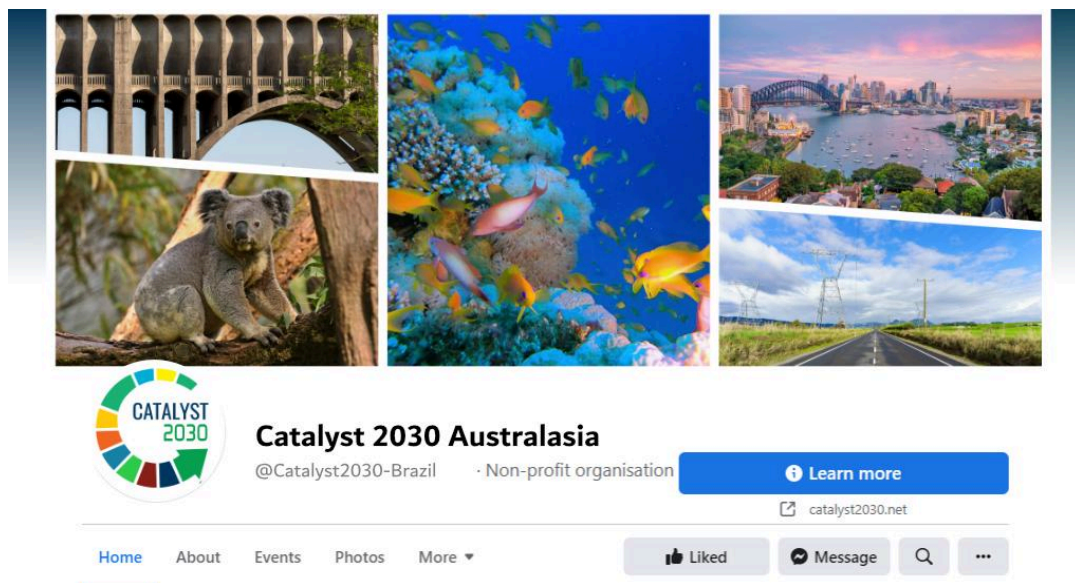 CATALYST
2030
Catalyst 2030 Australasia
@Catalyst2030-Brazil · Non-profit organisation
Learn more
catalyst2030.net
Home About Events Photos More Liked Message